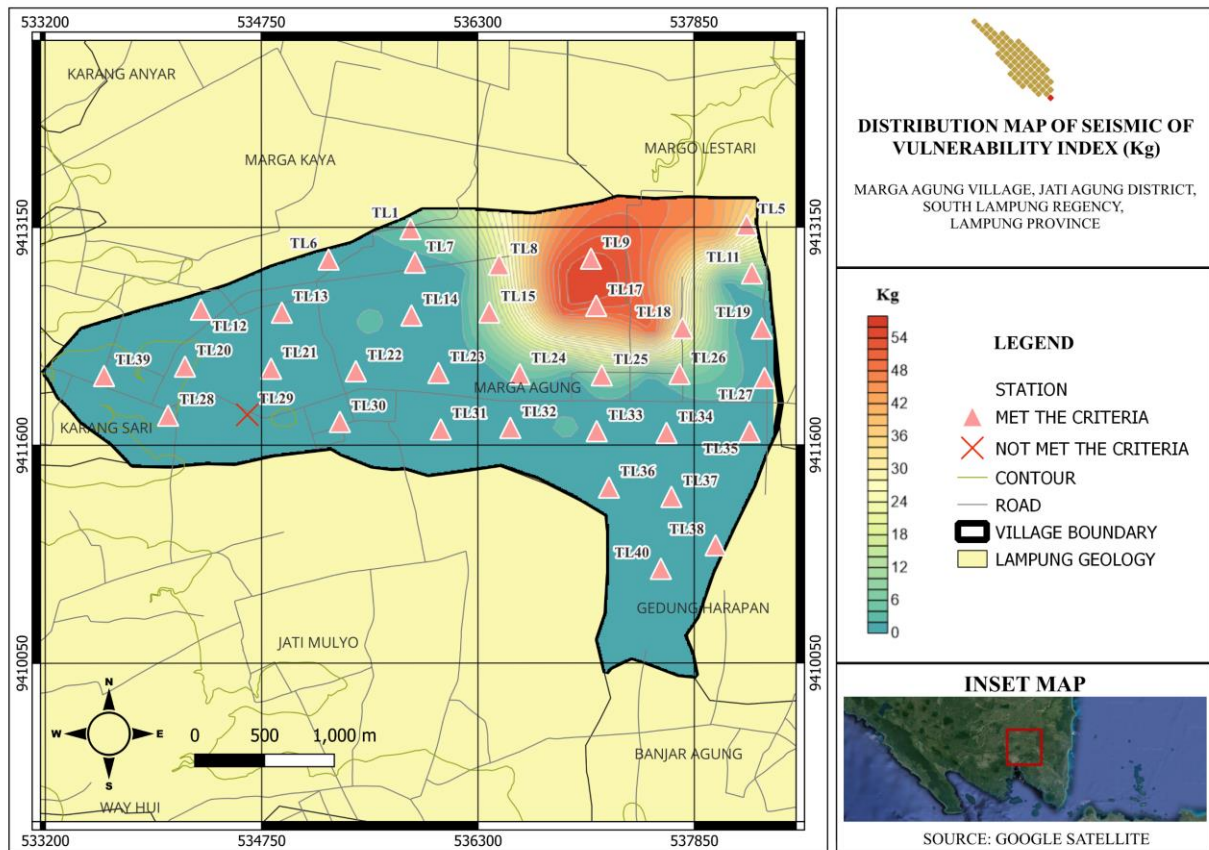 533200 534750 536300 537850
KARANG ANYAR
MARGA KAYA
MARGO LESTARI
9413150 9413150
TL1
TL5
TL6
TL7
TL8
TL9
TL11
TL12
TL13
TL14
TL15
TL17
TL18
TL19
TL39
TL20
TL21
TL22
TL23
TL24
TL25
TL26
MARGA AGUNG
TL27
TL28
TL29
TL30
TL31
TL32
TL33
TL34
TL35
KARANG SARI
9411600 9411600
TL36
TL37
TL38
TL40
GEDUNG HARAPAN
JATI MULYO
9410050 9410050
N
W E
S
0 500 1,000 m
BANJAR AGUNG
WAY HUI
533200 534750 536300 537850
DISTRIBUTION MAP OF SEISMIC OF
VULNERABILITY INDEX (Kg)
MARGA AGUNG VILLAGE, JATI AGUNG DISTRICT,
SOUTH LAMPUNG REGENCY,
LAMPUNG PROVINCE
Kg
54
48
42
36
30
24
18
12
6
0
LEGEND
STATION
MET THE CRITERIA
NOT MET THE CRITERIA
CONTOUR
ROAD
VILLAGE BOUNDARY
LAMPUNG GEOLOGY
INSET MAP
SOURCE: GOOGLE SATELLITE